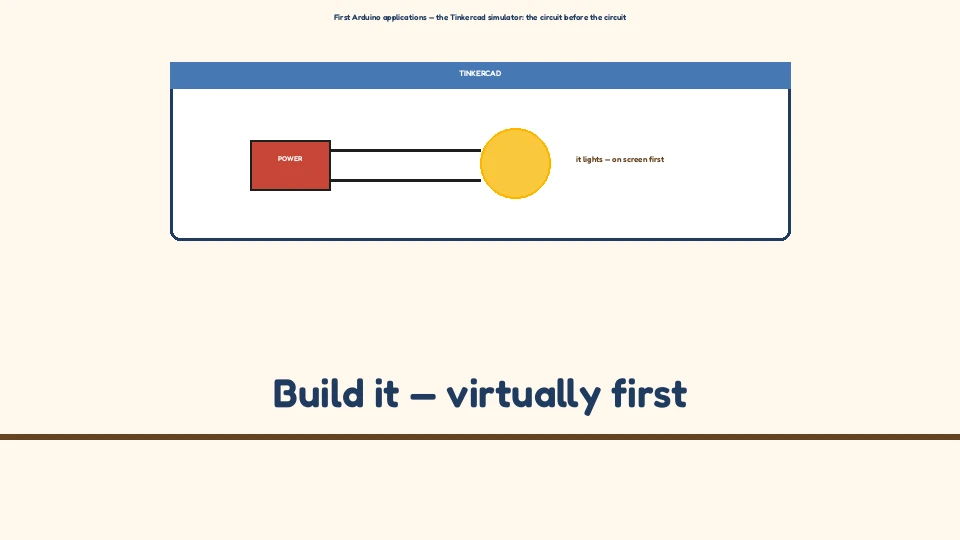 First Arduino applications — the Tinkercad simulator: the circuit before the circuit
TINKERCAD
POWER
it lights — on screen first
Build it — virtually first